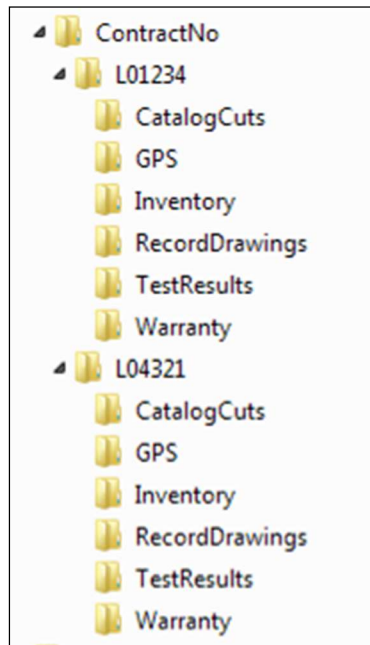 ContractNo
L01234
CatalogCuts
GPS
Inventory
RecordDrawings
TestResults
Warranty
L04321
CatalogCuts
GPS
Inventory
RecordDrawings
TestResults
Warranty